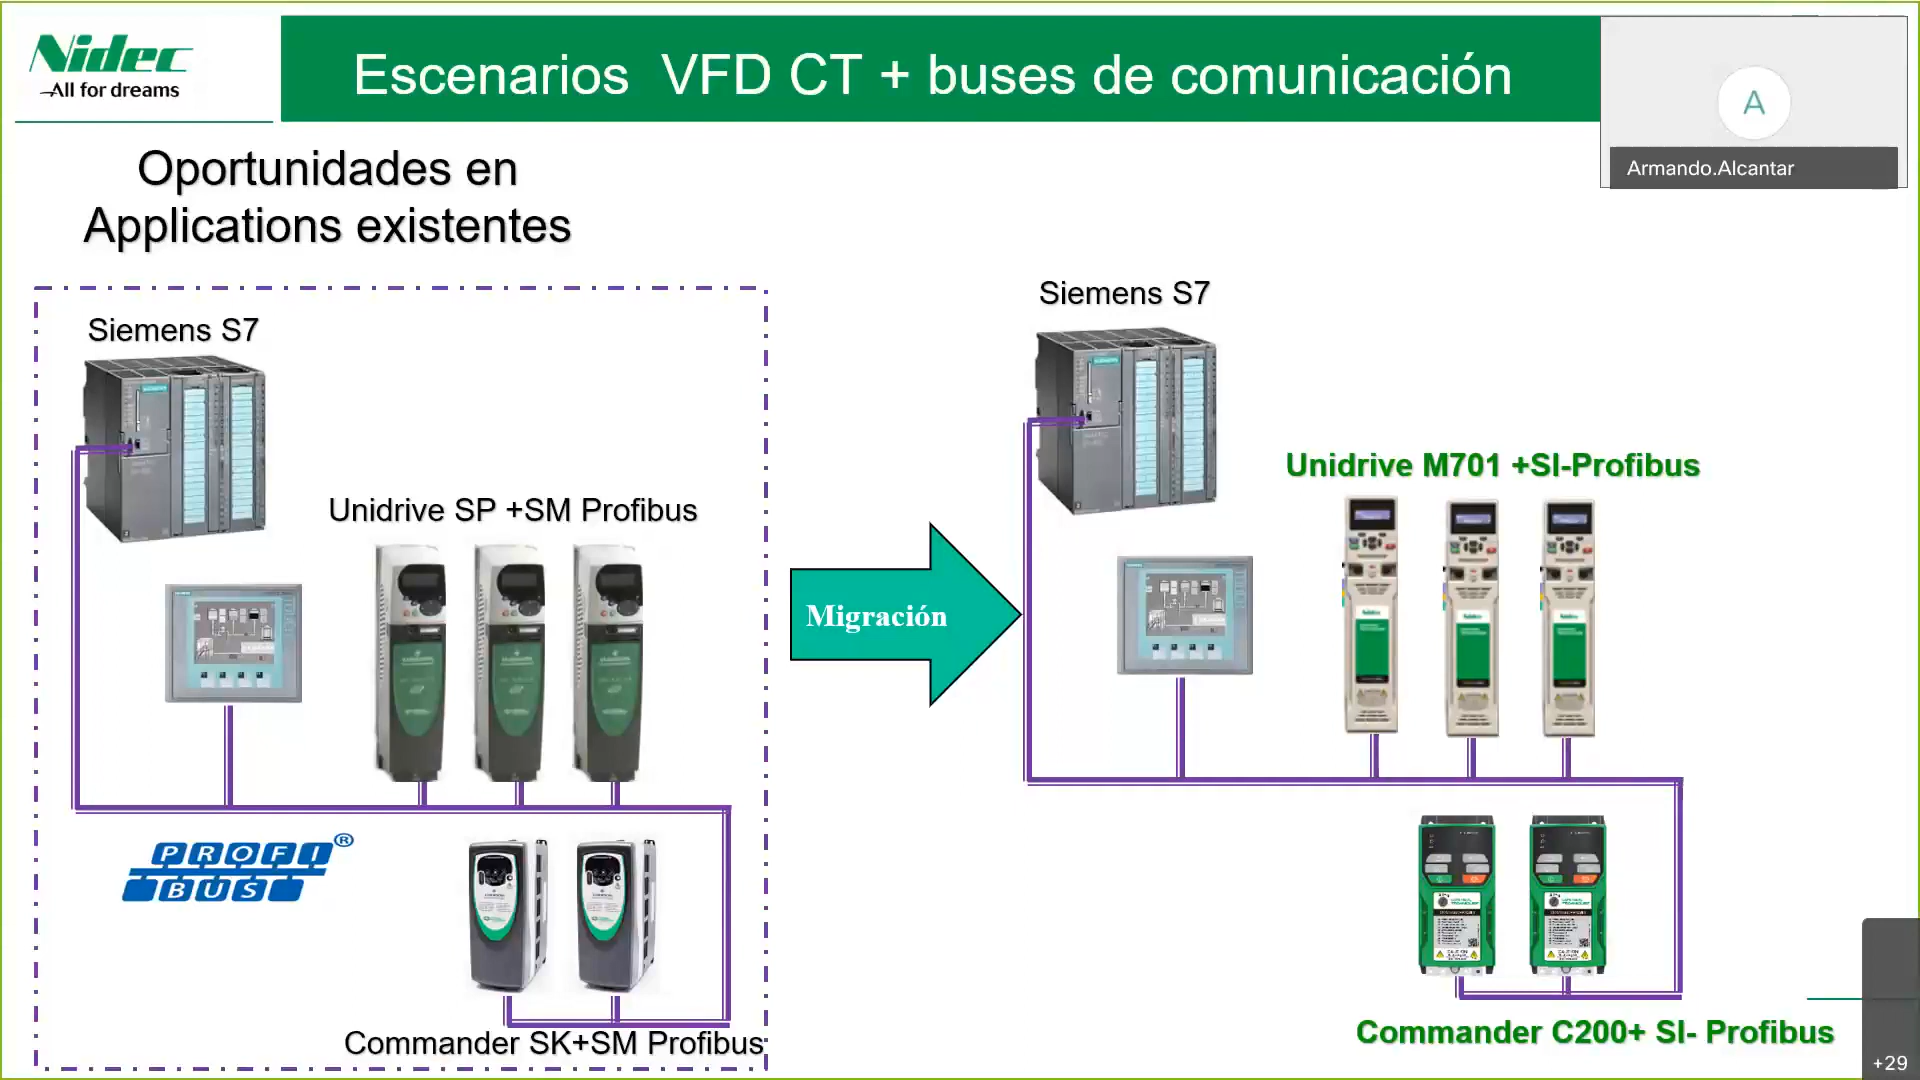 Nidec
All for dreams
Escenarios  VFD CT + buses de comunicación
A
Armando.Alcantar
Oportunidades en
Applications existentes
Siemens S7
Siemens S7
Unidrive M701 +SI-Profibus
Unidrive SP +SM Profibus
Migración
PROFI®
BUS
Commander SK+SM Profibus
Commander C200+ SI- Profibus
+29